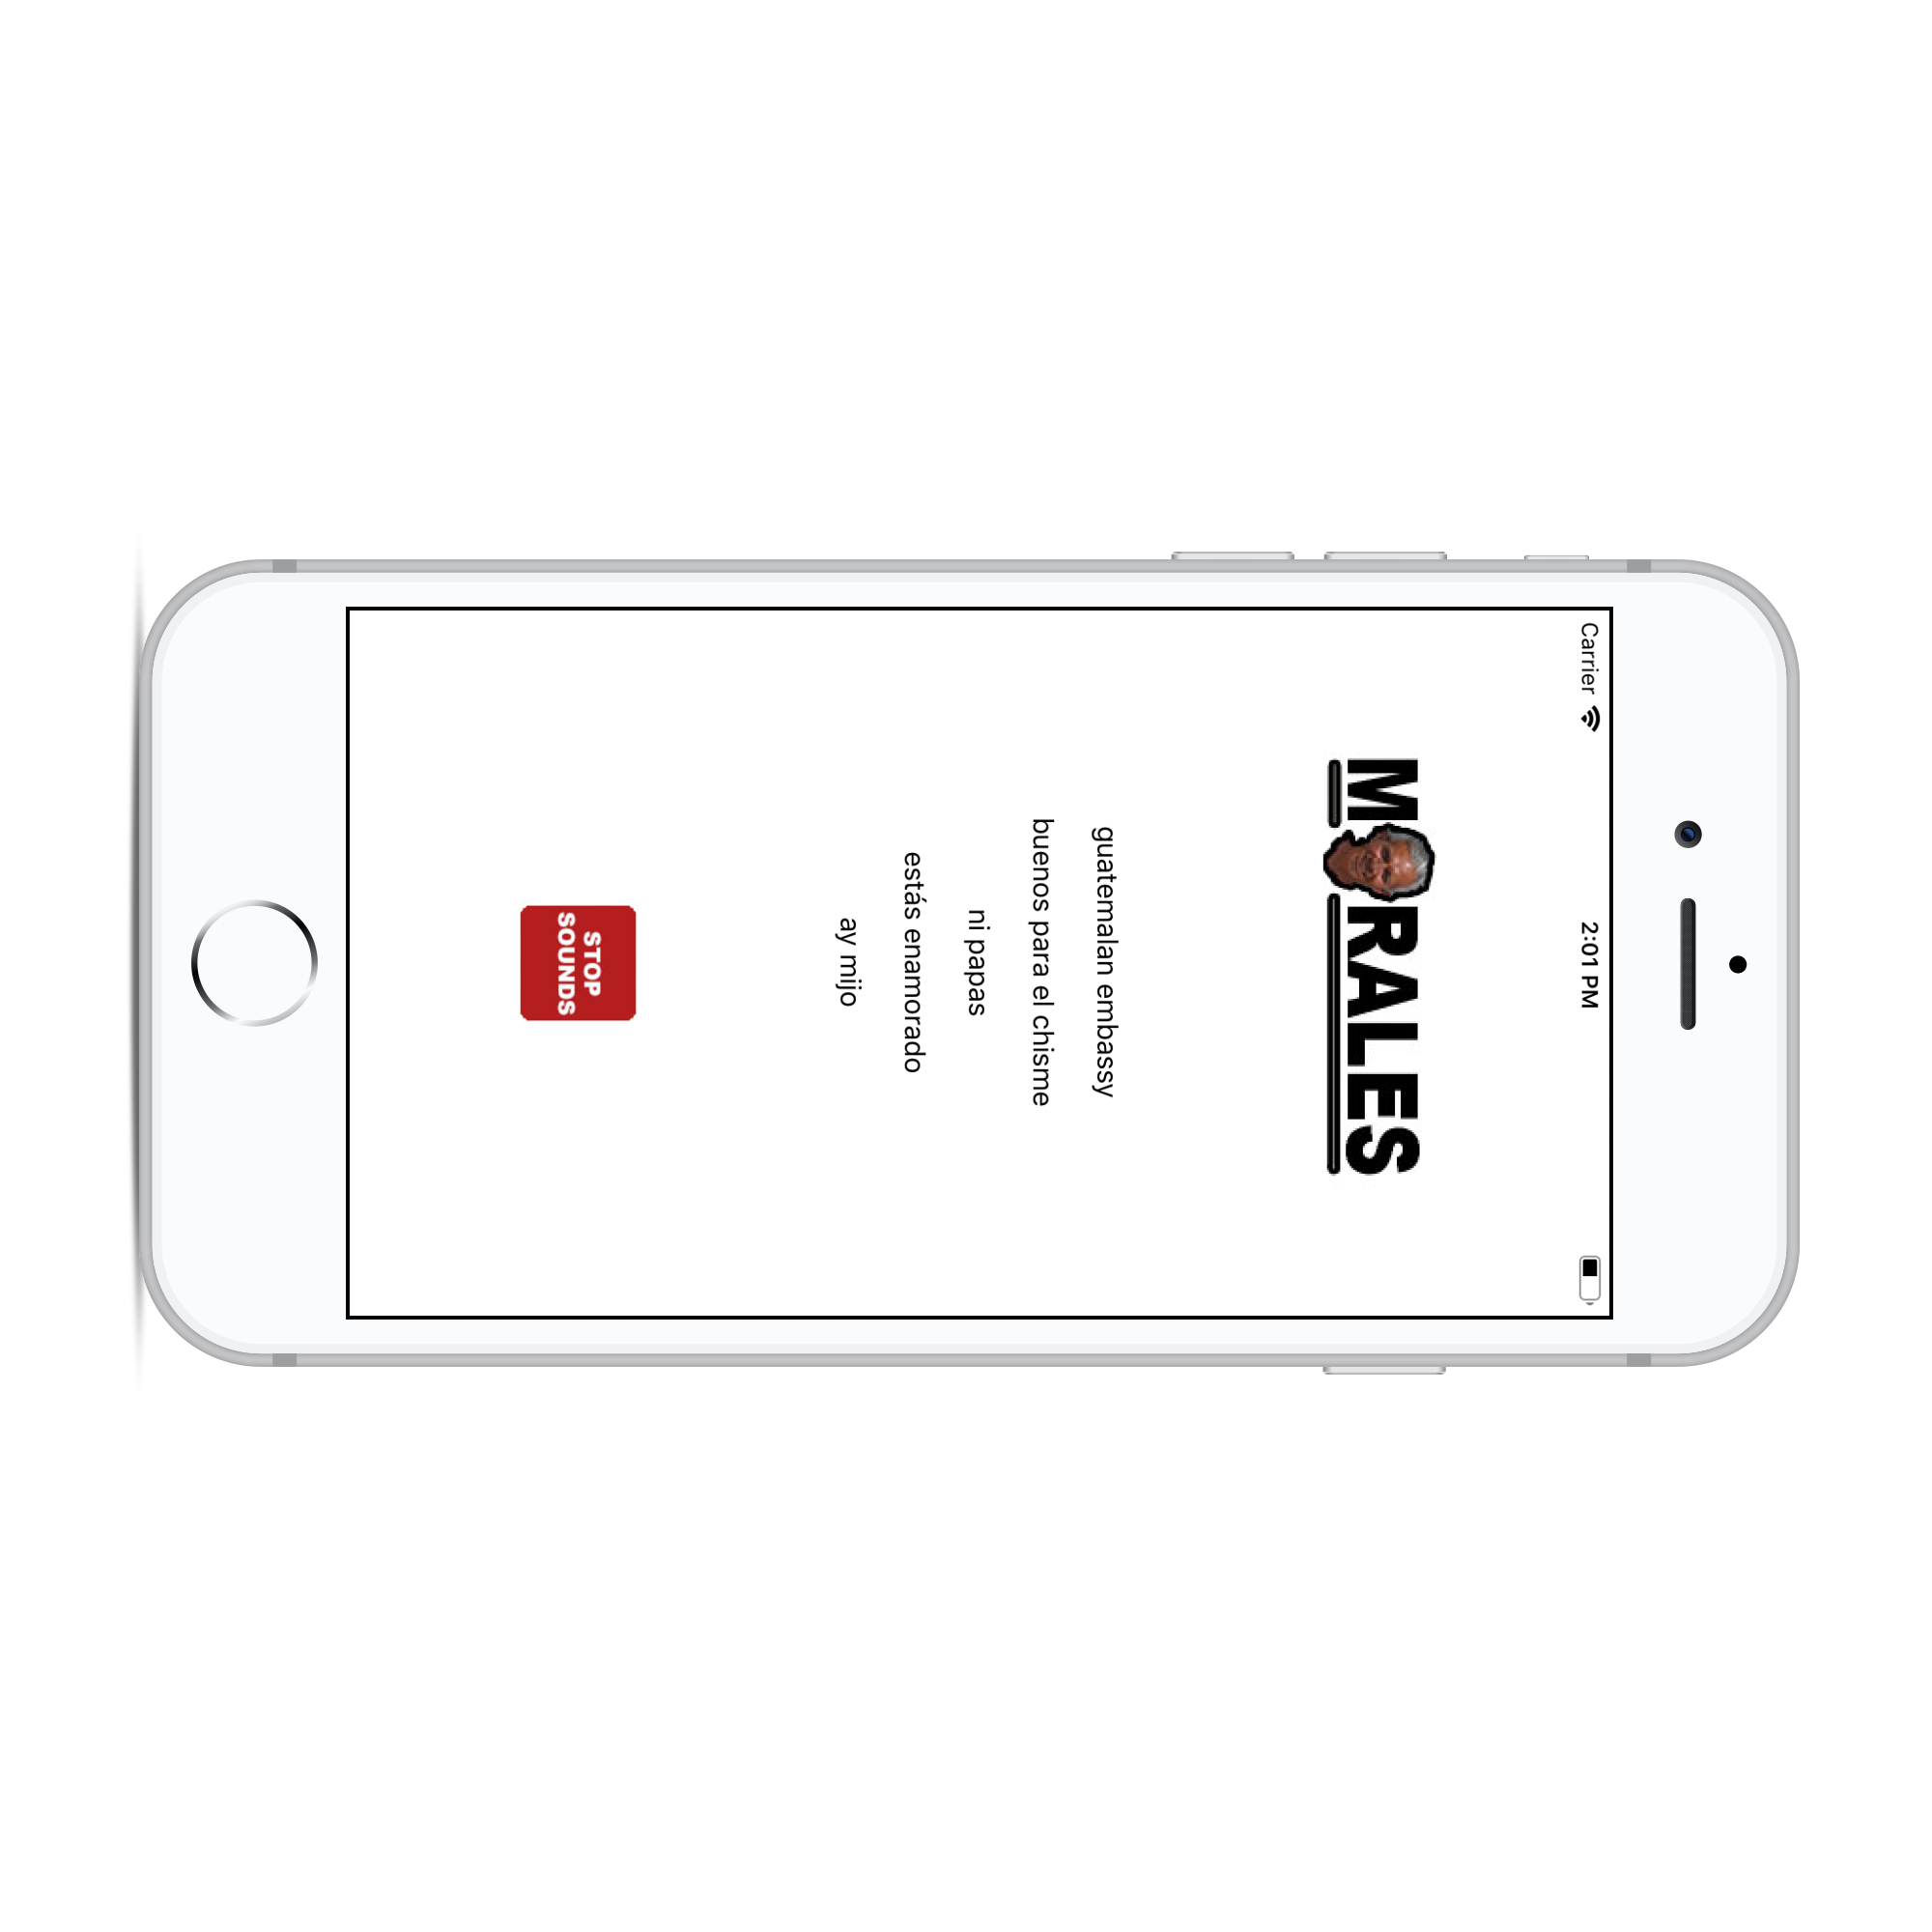 Carrier 2:01 PM
MORALES
guatemalan embassy
buenos para el chisme
ni papas
estás enamorado
ay mijo
STOP
SOUNDS